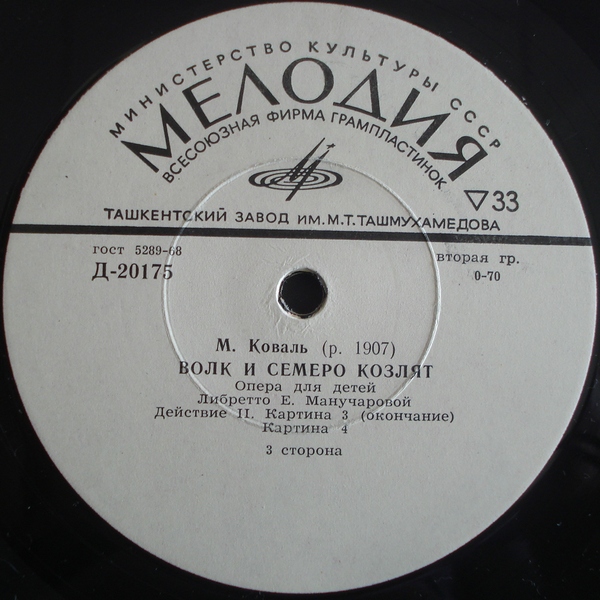 МИНИСТЕРСТВО КУЛЬТУРЫ СССР
МЕЛОДИЯ
ВСЕСОЮЗНАЯ ФИРМА ГРАМПЛАСТИНОК
▽33
ТАШКЕНТСКИЙ ЗАВОД ИМ.М.Т.ТАШМУХАМЕДОВА
гост 5289-68
вторая гр.
Д-20175
0-70
М. Коваль (р. 1907)
ВОЛК И СЕМЕРО КОЗЛЯТ
Опера для детей
Либретто Е. Манучаровой
Действие II. Картина 3 (окончание)
Картина 4
3 сторона